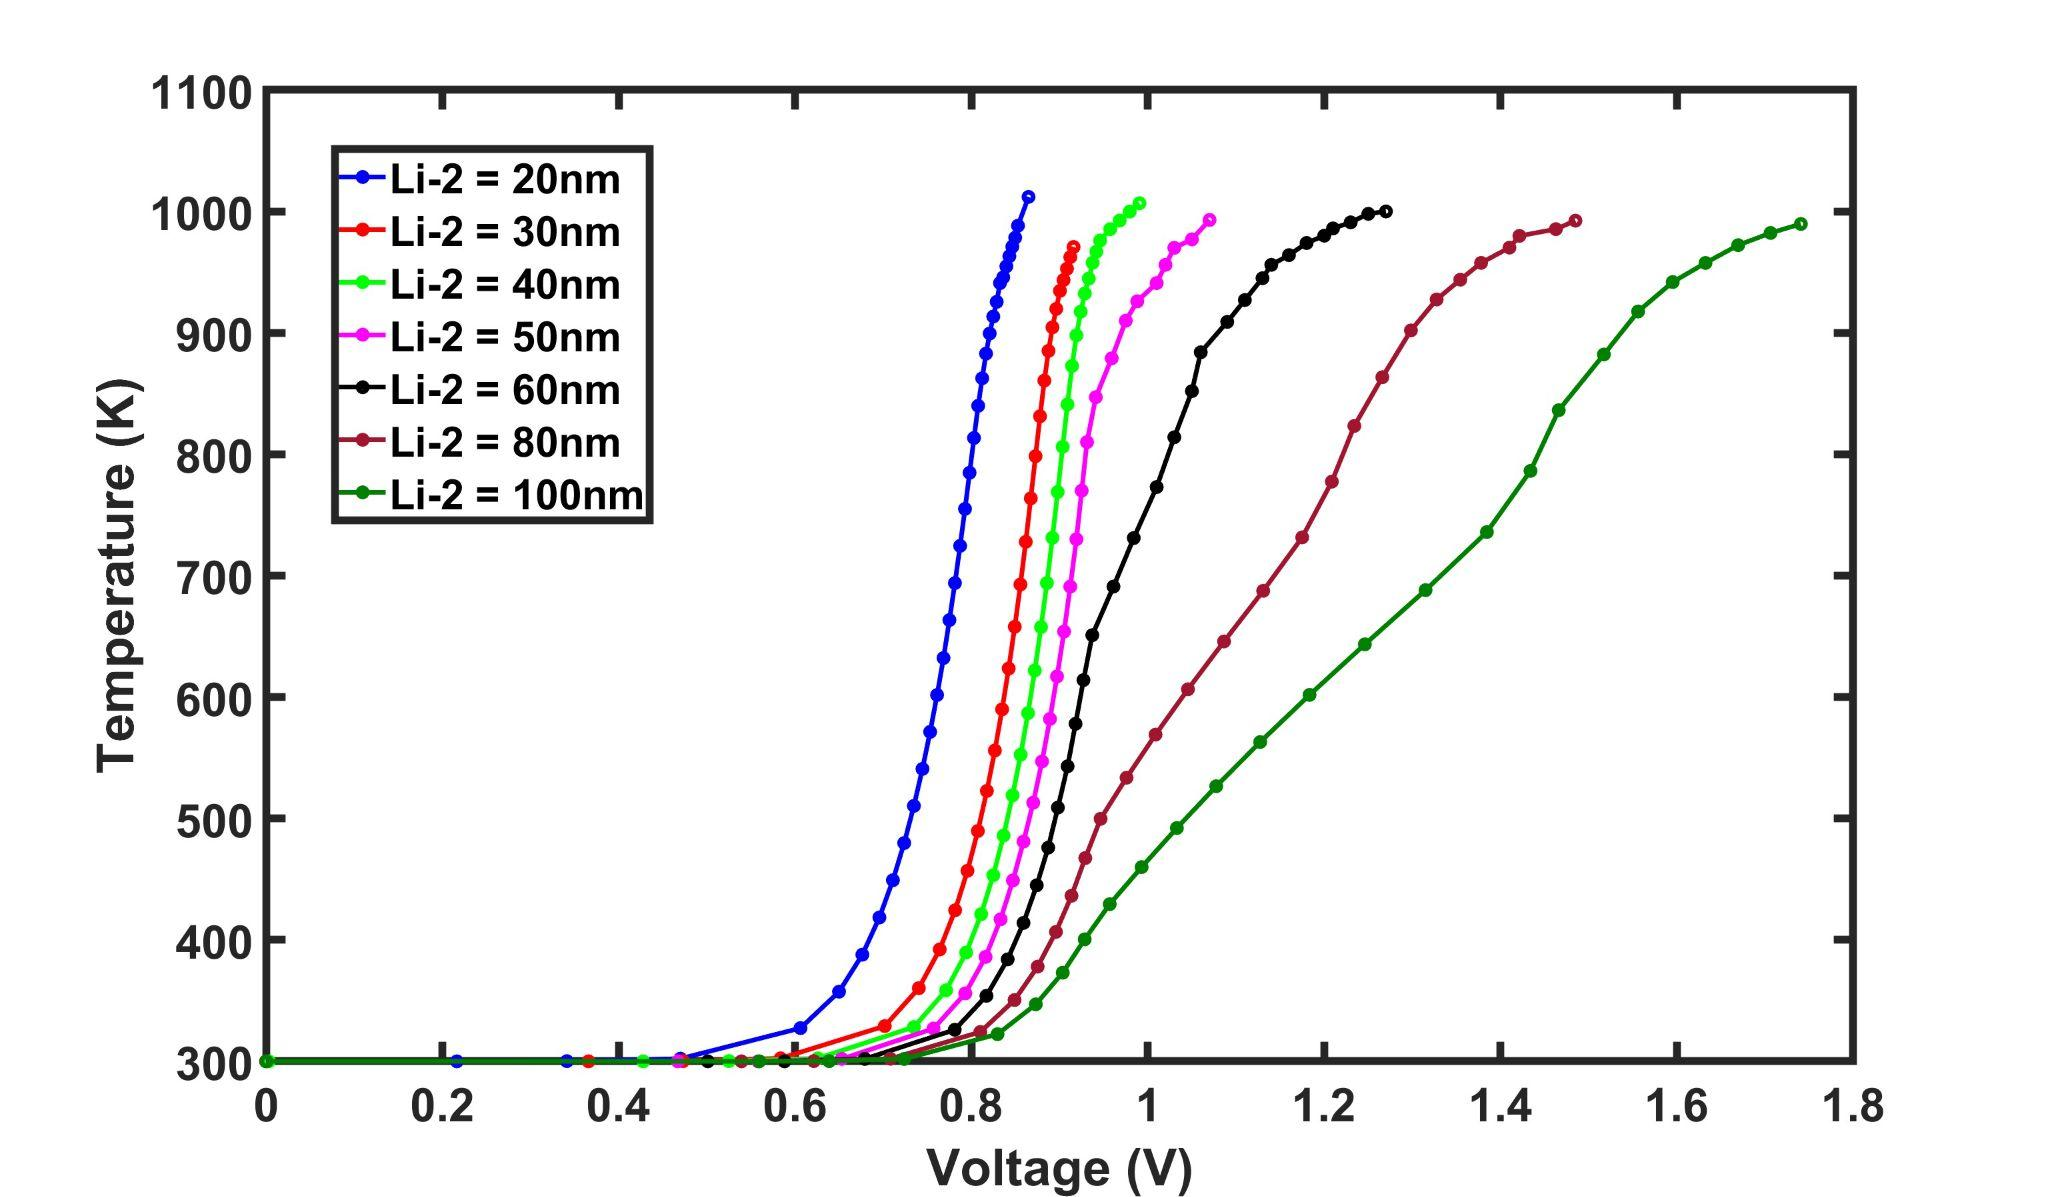 1100
1000
900
800
700
600
500
400
300
Temperature (K)
Li-2 = 20nm
Li-2 = 30nm
Li-2 = 40nm
Li-2 = 50nm
Li-2 = 60nm
Li-2 = 80nm
Li-2 = 100nm
0 0.2 0.4 0.6 0.8 1 1.2 1.4 1.6 1.8
Voltage (V)